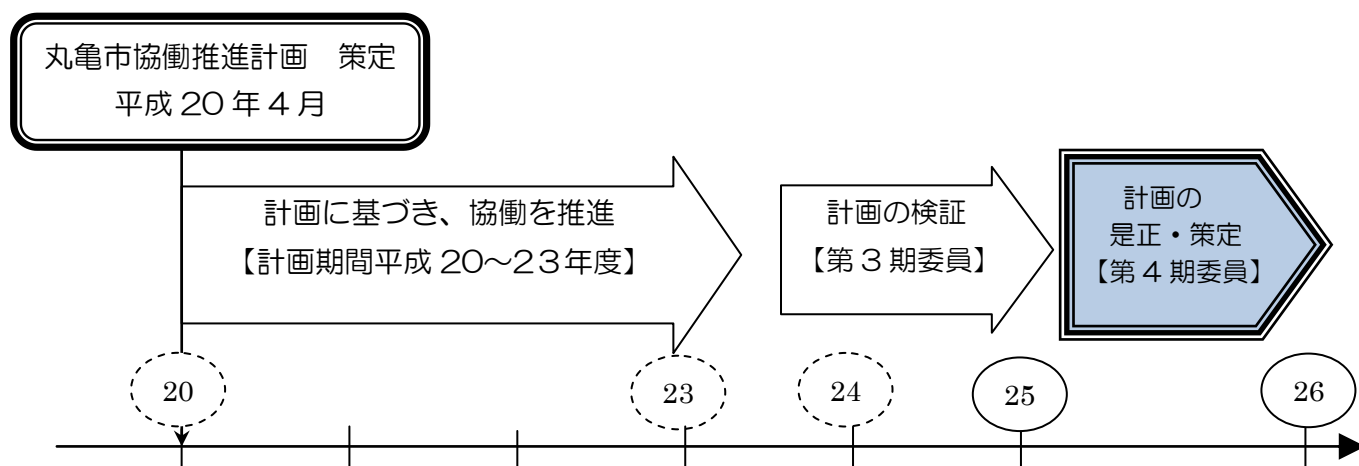 丸亀市協働推進計画　策定
平成20年4月
計画に基づき、協働を推進
【計画期間平成20～23年度】
計画の検証
【第3期委員】
計画の
是正・策定
【第4期委員】
20
23
24
25
26